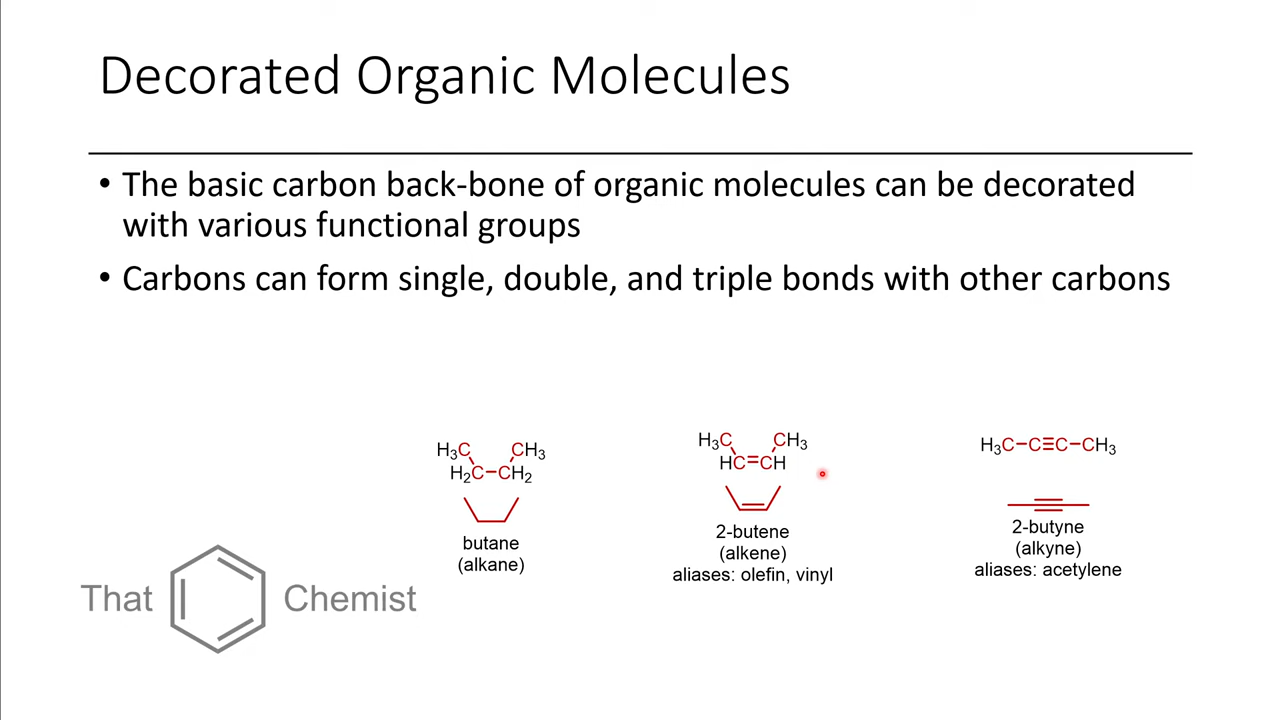 Decorated Organic Molecules
• The basic carbon back-bone of organic molecules can be decorated
with various functional groups
• Carbons can form single, double, and triple bonds with other carbons
H₃C CH₃
H₂C–CH₂
butane
(alkane)
H₃C CH₃
HC=CH
2-butene
(alkene)
aliases: olefin, vinyl
H₃C–C≡C–CH₃
2-butyne
(alkyne)
aliases: acetylene
That Chemist